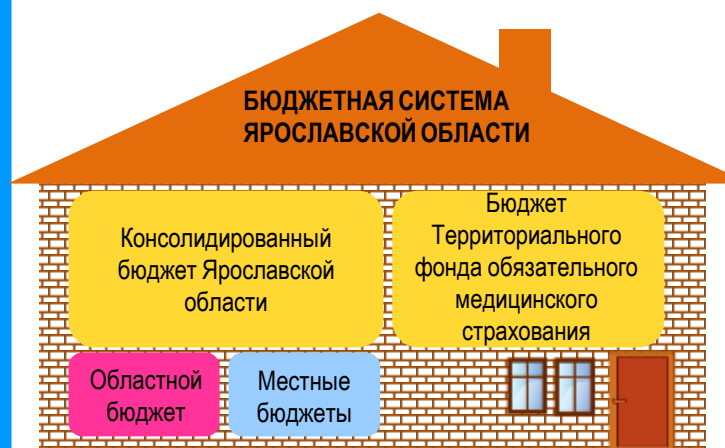 БЮДЖЕТНАЯ СИСТЕМА
ЯРОСЛАВСКОЙ ОБЛАСТИ
Консолидированный
бюджет Ярославской
области
Бюджет
Территориального
фонда обязательного
медицинского
страхования
Областной
бюджет
Местные
бюджеты